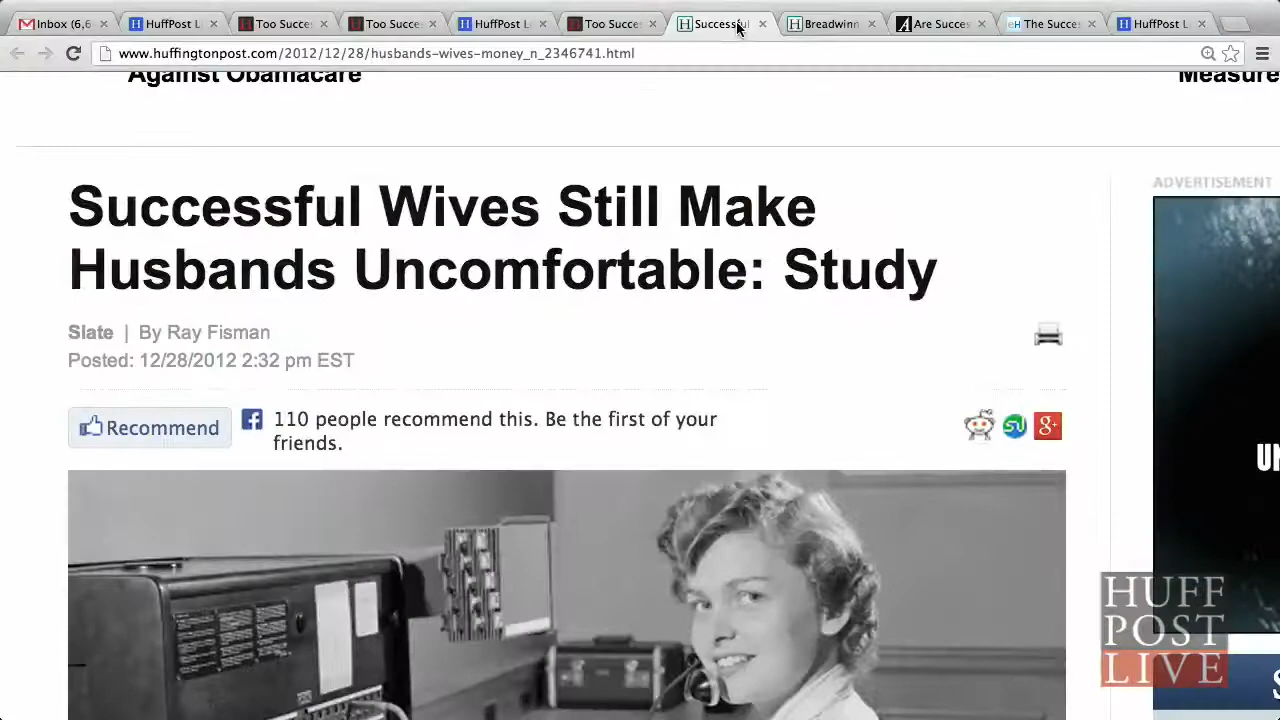 Inbox (6,6
HuffPost L
Too Succe
Too Succe
HuffPost L
Too Succe
Successful
Breadwinn
Are Succes
The Succes
HuffPost L
www.huffingtonpost.com/2012/12/28/husbands-wives-money_n_2346741.html
Against Obamacare
Measure
ADVERTISEMENT
Successful Wives Still Make
Husbands Uncomfortable: Study
Slate | By Ray Fisman
Posted: 12/28/2012 2:32 pm EST
Recommend
110 people recommend this. Be the first of your
friends.
UN
HUFF
POST
LIVE